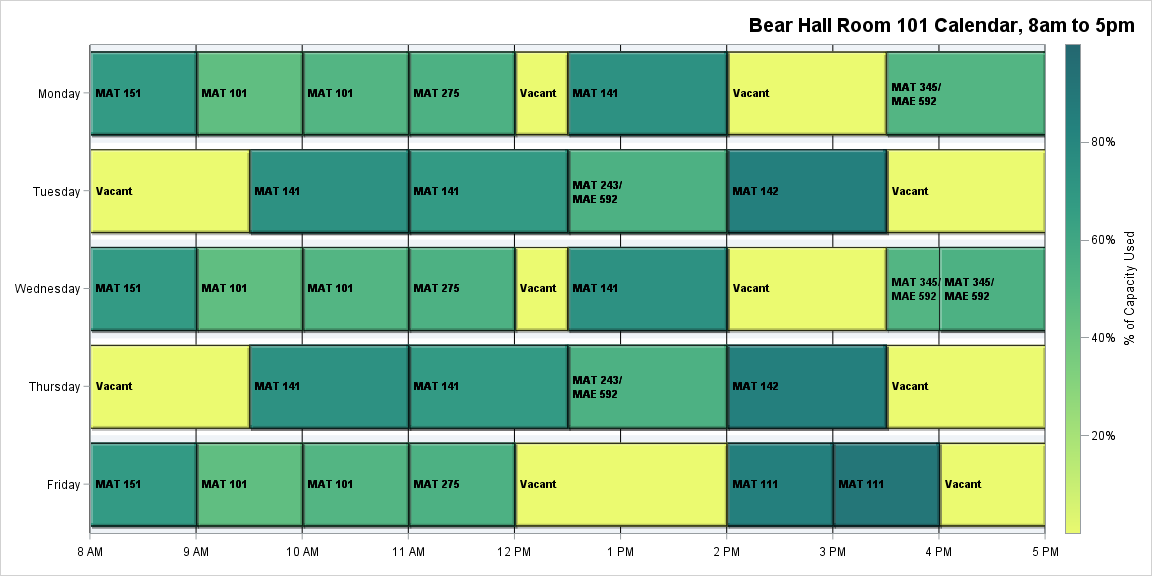 Bear Hall Room 101 Calendar, 8am to 5pm
Monday
MAT 151
MAT 101
MAT 101
MAT 275
Vacant
MAT 141
Vacant
MAT 345/
MAE 592
Tuesday
Vacant
MAT 141
MAT 141
MAT 243/
MAE 592
MAT 142
Vacant
Wednesday
MAT 151
MAT 101
MAT 101
MAT 275
Vacant
MAT 141
Vacant
MAT 345/
MAE 592
MAT 345/
MAE 592
Thursday
Vacant
MAT 141
MAT 141
MAT 243/
MAE 592
MAT 142
Vacant
Friday
MAT 151
MAT 101
MAT 101
MAT 275
Vacant
MAT 111
MAT 111
Vacant
8 AM
9 AM
10 AM
11 AM
12 PM
1 PM
2 PM
3 PM
4 PM
5 PM
80%
60%
40%
20%
% of Capacity Used